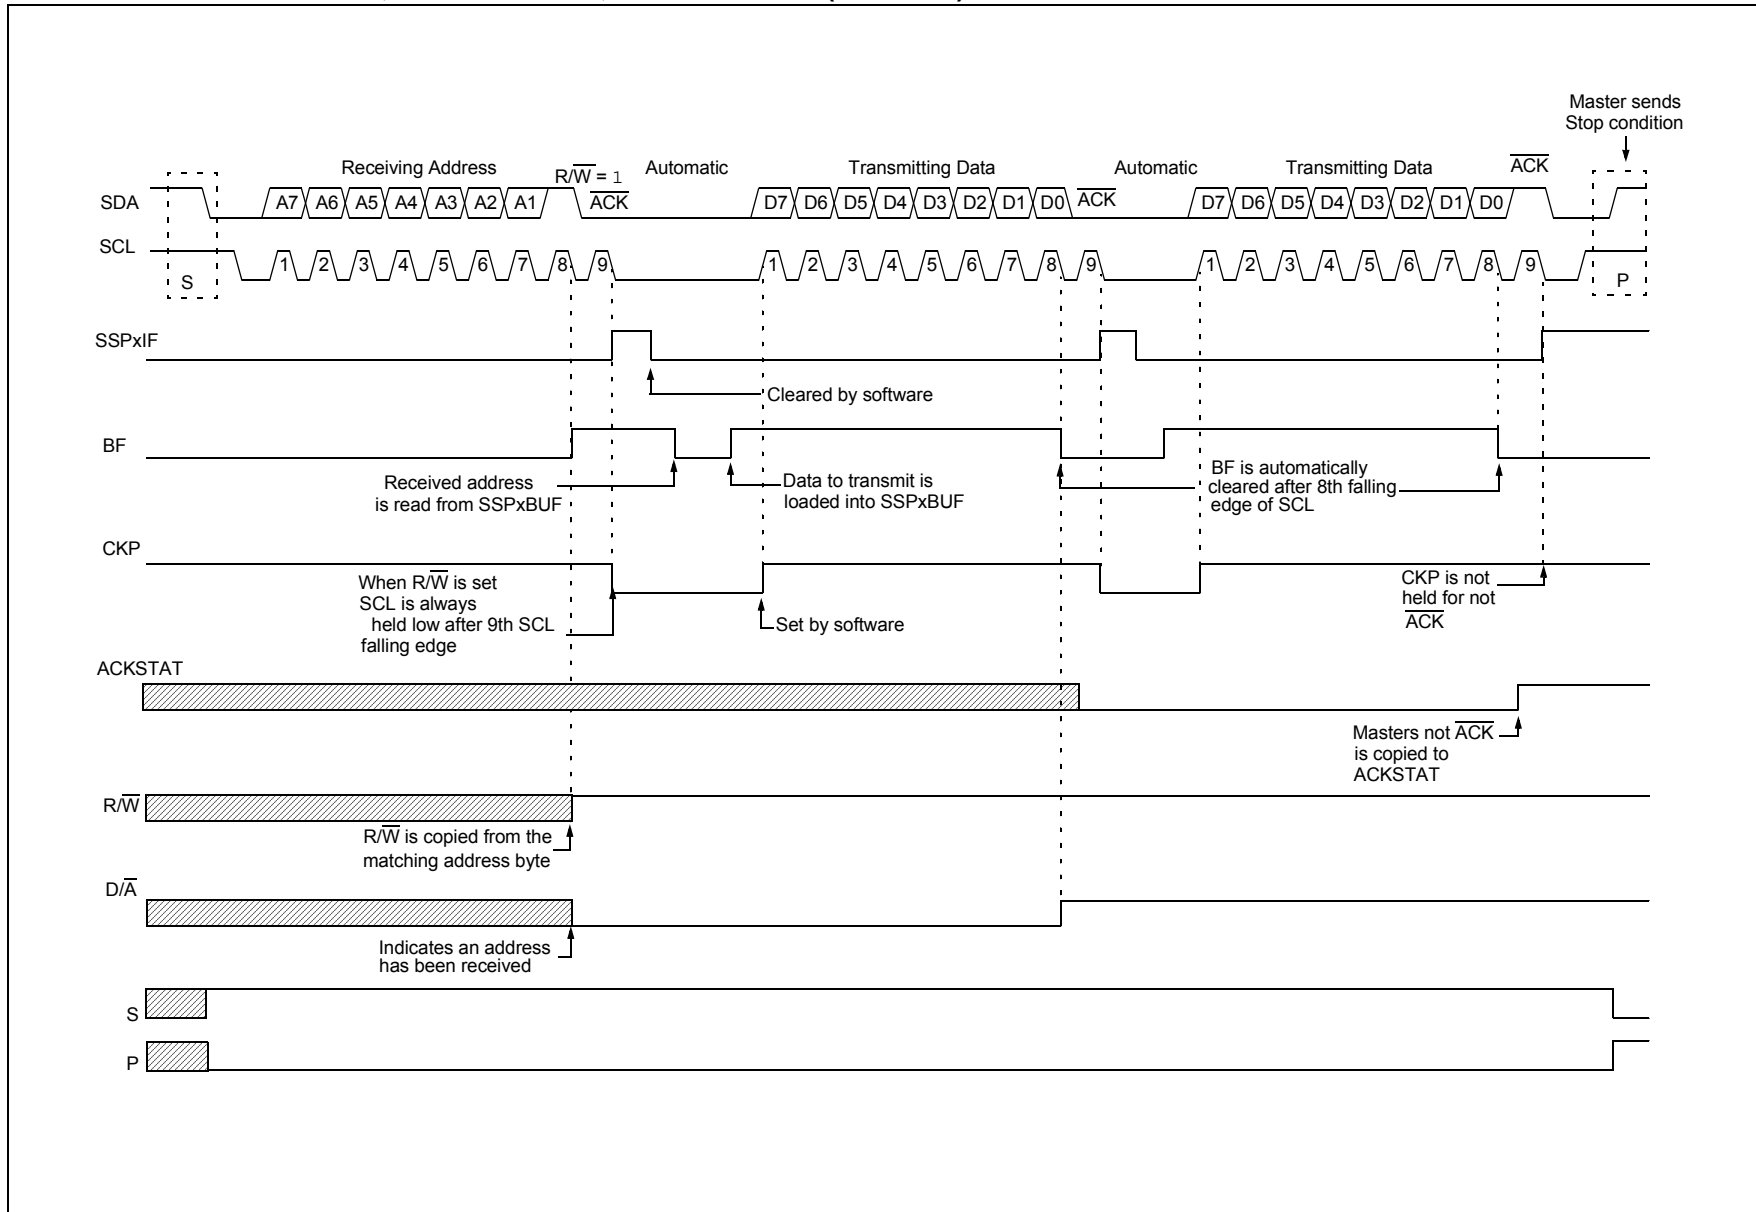 Master sends
Stop condition
Receiving Address
R/W̅ = 1
Automatic
Transmitting Data
Automatic
Transmitting Data
A̅C̅K̅
SDA
A7 A6 A5 A4 A3 A2 A1
A̅C̅K̅
D7 D6 D5 D4 D3 D2 D1 D0
A̅C̅K̅
D7 D6 D5 D4 D3 D2 D1 D0
SCL
1 2 3 4 5 6 7 8 9
1 2 3 4 5 6 7 8 9
1 2 3 4 5 6 7 8 9
S
P
SSPxIF
Cleared by software
BF
Received address
is read from SSPxBUF
Data to transmit is
loaded into SSPxBUF
BF is automatically
cleared after 8th falling
edge of SCL
CKP
When R/W̅ is set
SCL is always
held low after 9th SCL
falling edge
Set by software
CKP is not
held for not
A̅C̅K̅
ACKSTAT
Masters not A̅C̅K̅
is copied to
ACKSTAT
R/W̅
R/W̅ is copied from the
matching address byte
D/A̅
Indicates an address
has been received
S
P